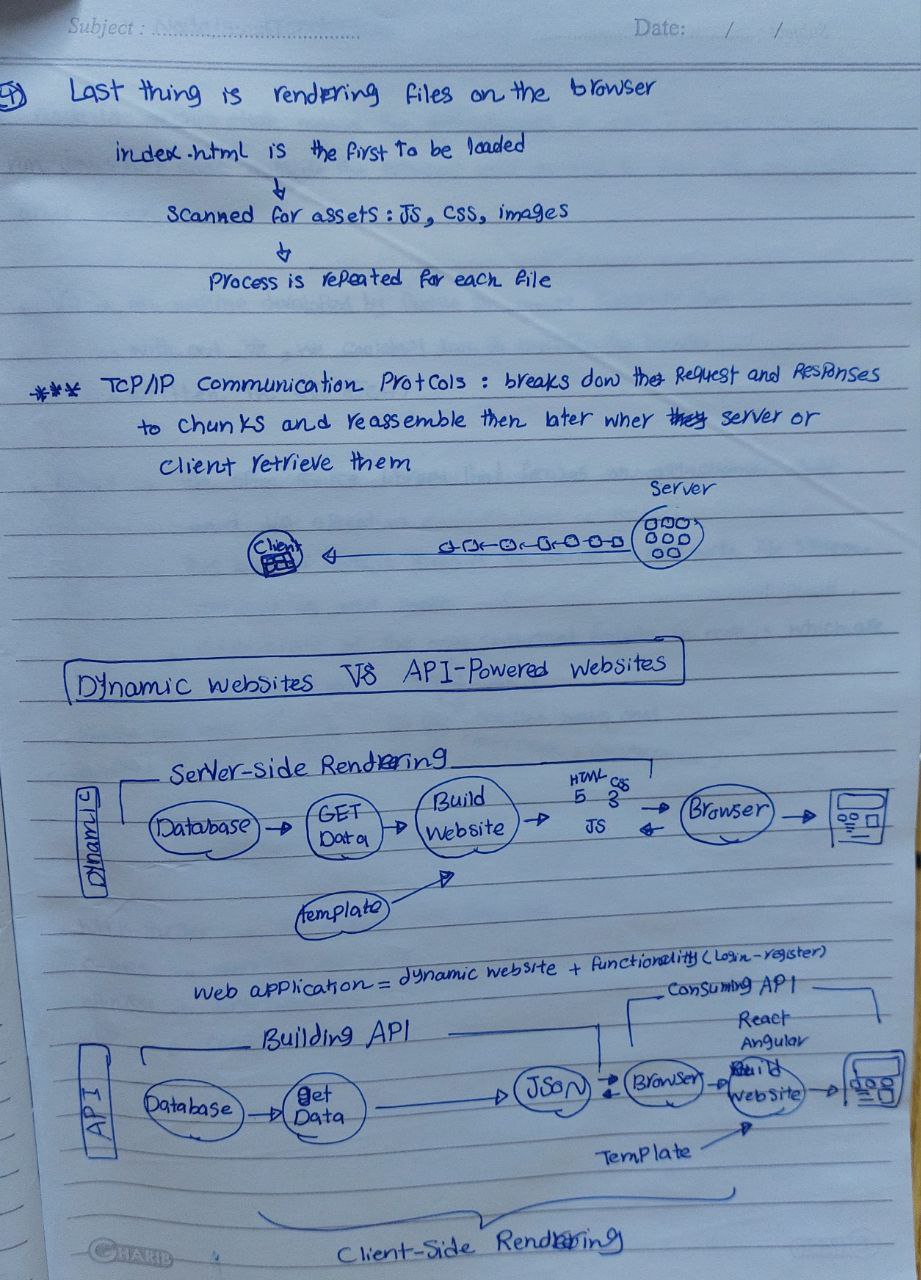 Subject :
Date: / /
4 Last thing is rendering files on the browser
index.html is the first to be loaded
Scanned for assets : JS, CSS, images
Process is repeated for each file
*** TCP/IP Communication Protcols : breaks dow the Request and Responses
to chunks and reassemble then later wher they server or
Client retrieve them
Server
Client
Dynamic websites VS API-Powered websites
Server-side Rendering
DYNAMIC
Database
GET
Data
Build
Website
HTML CSS
5 3
JS
Browser
template
Web application = dynamic website + functionality (Login-register)
Building API
Consuming API
React
Angular
API
Database
get
Data
JSON
Browser
Build
website
Template
Client-Side Rendering
GHARIB